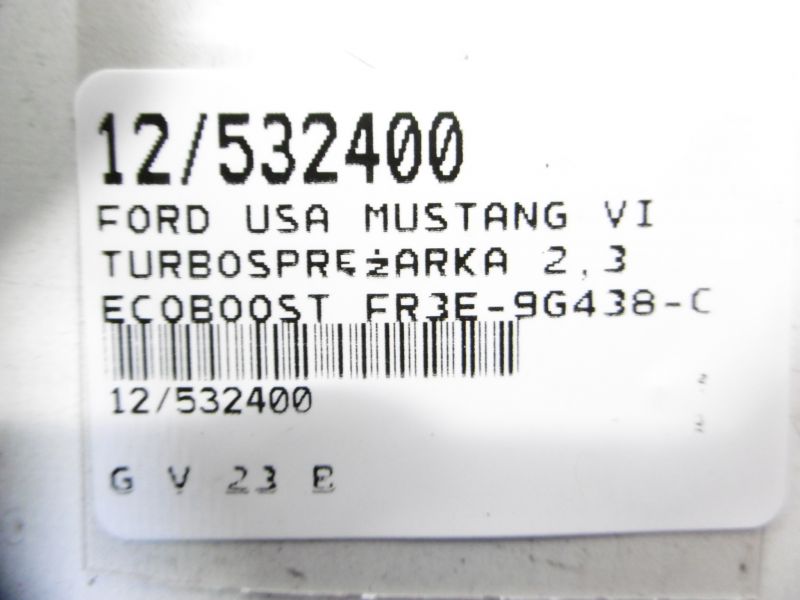 12/532400
FORD USA MUSTANG VI
TURBOSPRĘżARKA 2,3
ECOBOOST FR3E-9G438-C
12/532400
G V 23 B